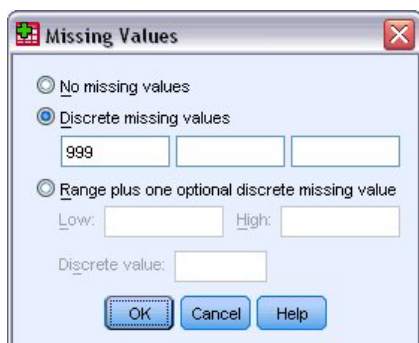 Missing Values
No missing values
Discrete missing values
999
Range plus one optional discrete missing value
Low: High:
Discrete value:
OK Cancel Help